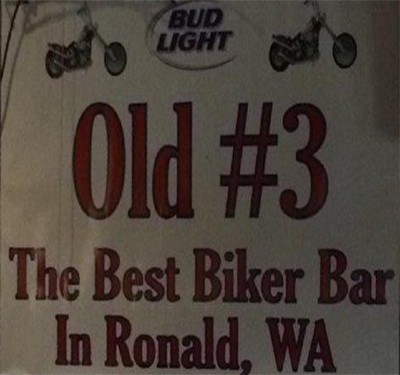 BUD
LIGHT
Old #3
The Best Biker Bar
In Ronald, WA